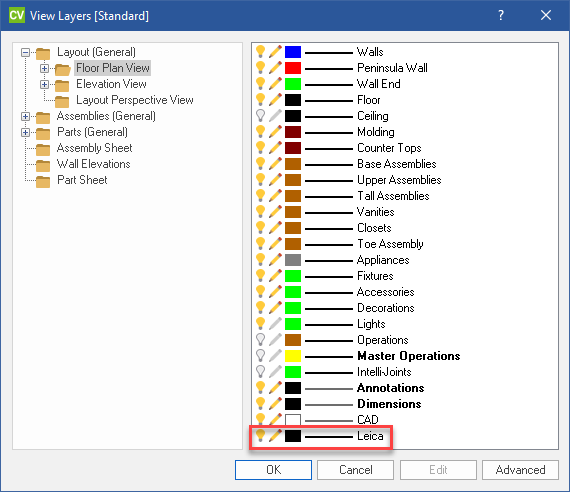 CV View Layers [Standard] ?
Layout (General)
Floor Plan View
Elevation View
Layout Perspective View
Assemblies (General)
Parts (General)
Assembly Sheet
Wall Elevations
Part Sheet
Walls
Peninsula Wall
Wall End
Floor
Ceiling
Molding
Counter Tops
Base Assemblies
Upper Assemblies
Tall Assemblies
Vanities
Closets
Toe Assembly
Appliances
Fixtures
Accessories
Decorations
Lights
Operations
Master Operations
IntelliJoints
Annotations
Dimensions
CAD
Leica
OK Cancel Edit Advanced